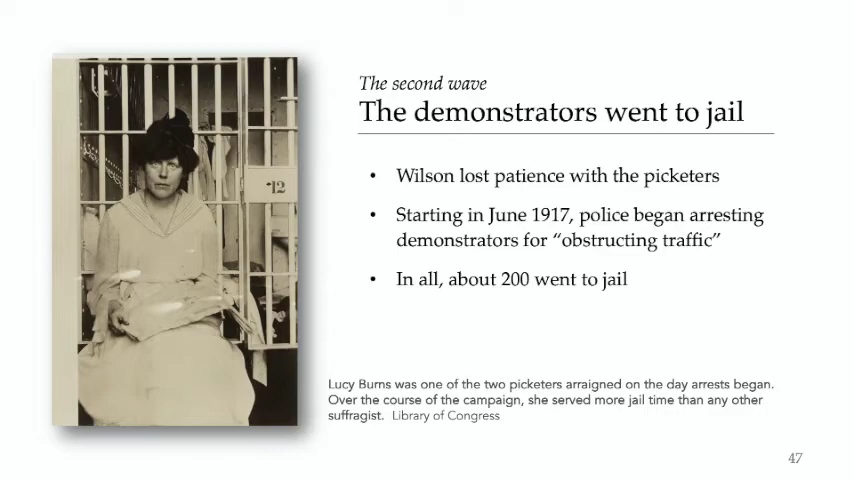 The second wave
The demonstrators went to jail
• Wilson lost patience with the picketers
• Starting in June 1917, police began arresting
demonstrators for “obstructing traffic”
• In all, about 200 went to jail
12
Lucy Burns was one of the two picketers arraigned on the day arrests began.
Over the course of the campaign, she served more jail time than any other
suffragist. Library of Congress
47